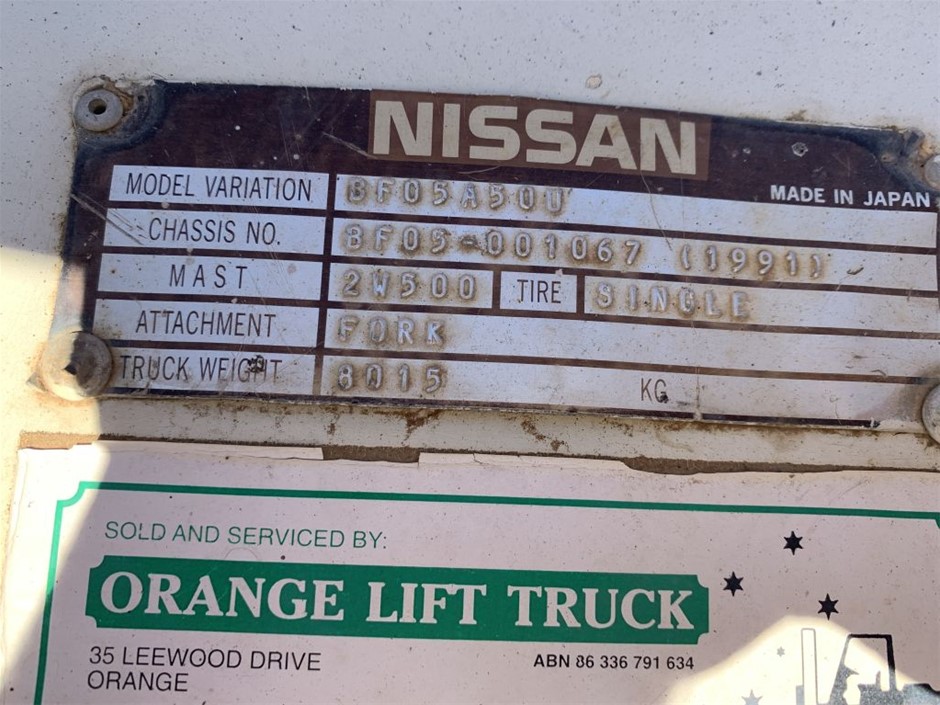 NISSAN
MADE IN JAPAN
MODEL VARIATION BF05A50U
CHASSIS NO. BF05-001067 (1991)
MAST 2W500 TIRE SINGLE
ATTACHMENT FORK
TRUCK WEIGHT 8015 KG
SOLD AND SERVICED BY:
ORANGE LIFT TRUCK
35 LEEWOOD DRIVE
ORANGE
ABN 86 336 791 634